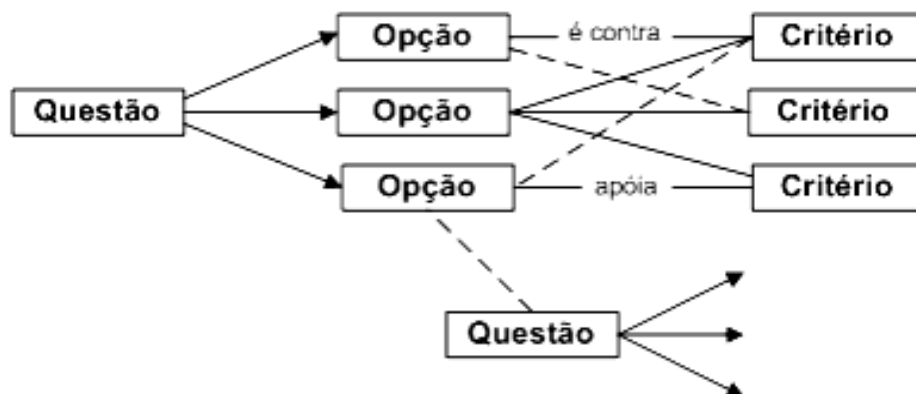 Opção
é contra
Critério
Questão
Opção
Critério
Opção
apóia
Critério
Questão